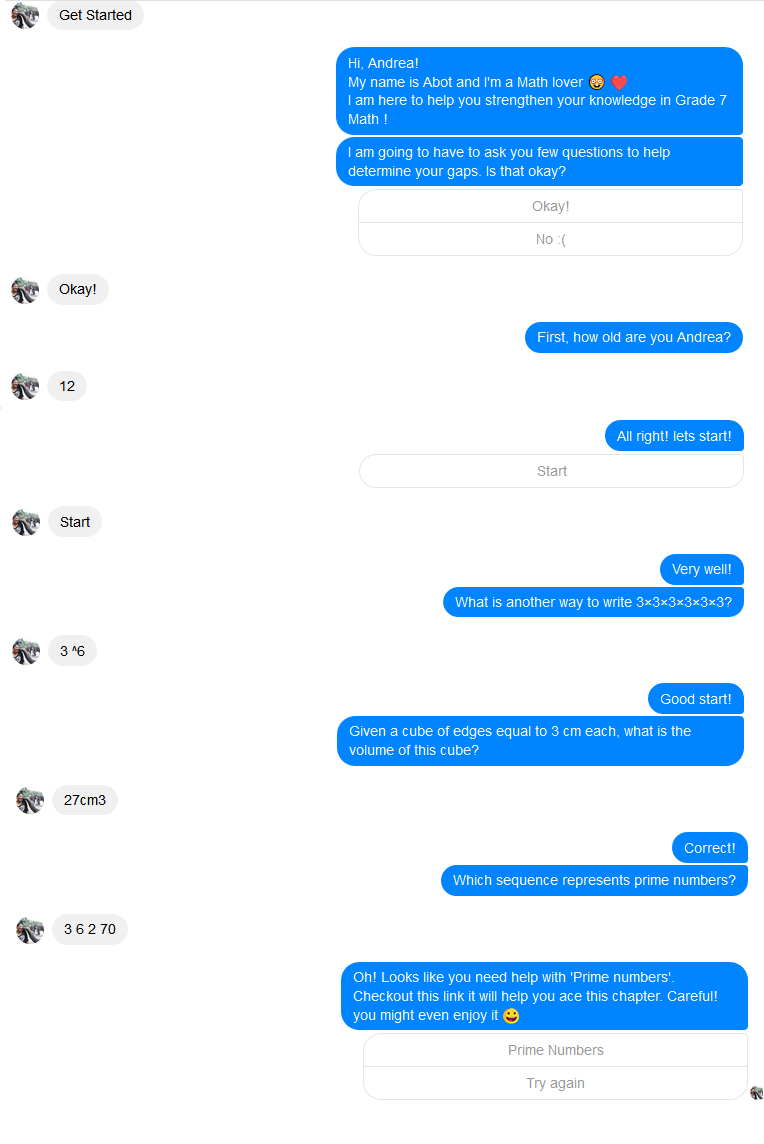 Get Started
Hi, Andrea!
My name is Abot and I'm a Math lover 😳 ❤️
I am here to help you strengthen your knowledge in Grade 7
Math !
I am going to have to ask you few questions to help
determine your gaps. Is that okay?
Okay!
No :(
Okay!
First, how old are you Andrea?
12
All right! lets start!
Start
Start
Very well!
What is another way to write 3×3×3×3×3×3?
3 ^6
Good start!
Given a cube of edges equal to 3 cm each, what is the
volume of this cube?
27cm3
Correct!
Which sequence represents prime numbers?
3 6 2 70
Oh! Looks like you need help with 'Prime numbers'.
Checkout this link it will help you ace this chapter. Careful!
you might even enjoy it 😀
Prime Numbers
Try again